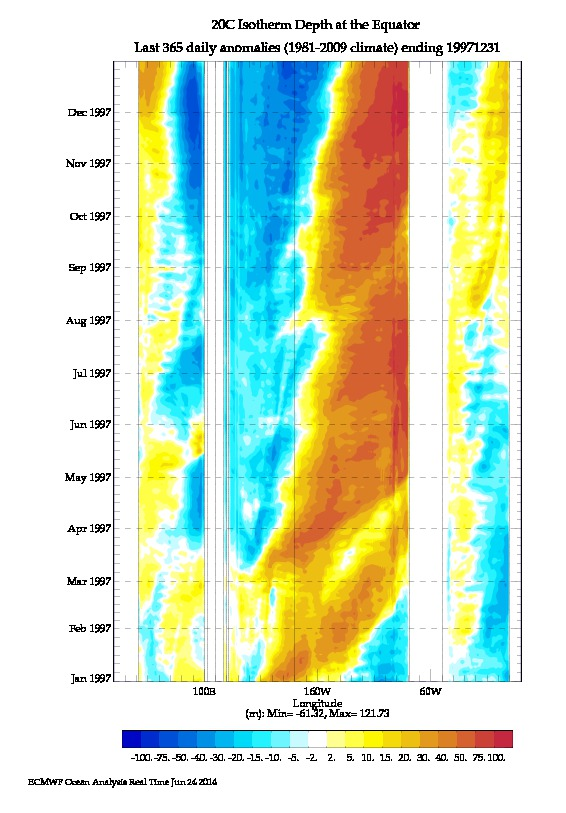 20C Isotherm Depth at the Equator
Last 365 daily anomalies (1981-2009 climate) ending 19971231
Dec 1997
Nov 1997
Oct 1997
Sep 1997
Aug 1997
Jul 1997
Jun 1997
May 1997
Apr 1997
Mar 1997
Feb 1997
Jan 1997
160W 60W
Longitude
(m): Min= -61.32, Max= 121.73
-100. -75. -50. -40. -30. -20. -15. -10. -5. -2. 2. 5. 10. 15. 20. 30. 40. 50. 75. 100.
ECMWF Ocean Analysis Real Time Jun 24 2014